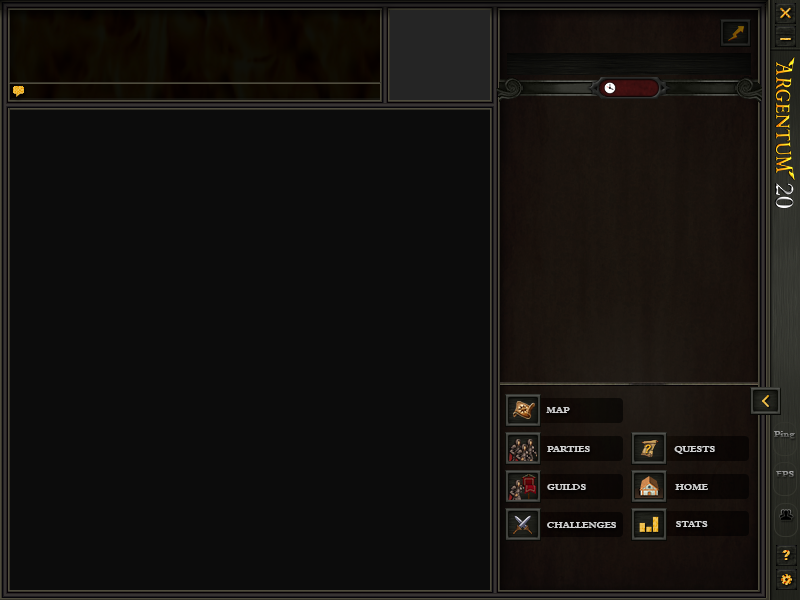 ARGENTUM 20
MAP
PARTIES
QUESTS
GUILDS
HOME
CHALLENGES
STATS
Ping
FPS
?